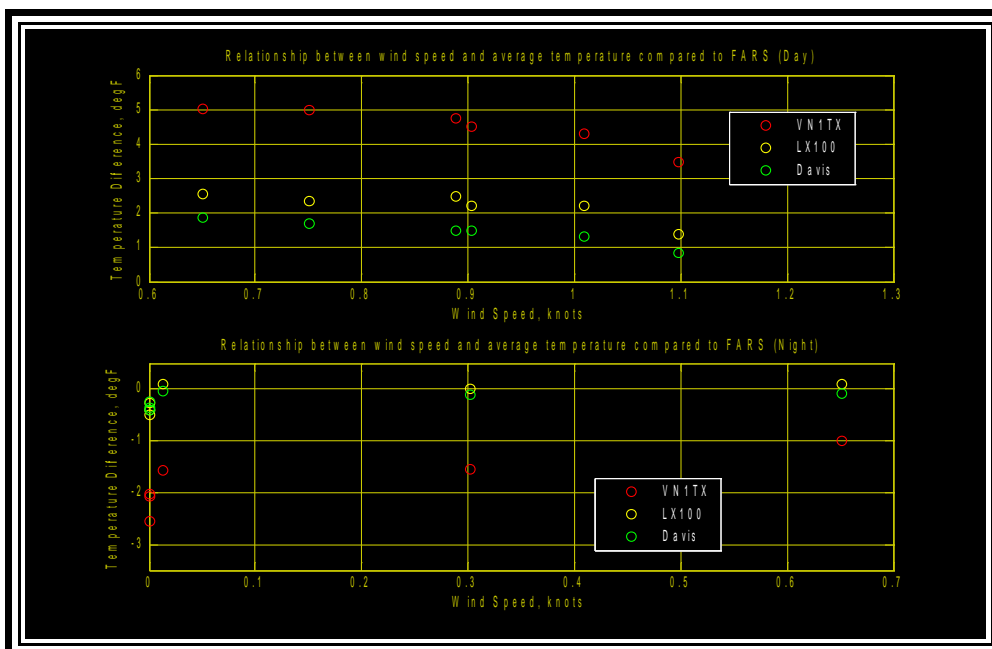 Relationship between wind speed and average temperature compared to FARS (Day)
Temperature Difference, degF
6
5
4
3
2
1
0
0.6 0.7 0.8 0.9 1 1.1 1.2 1.3
Wind Speed, knots
VN1TX
LX100
Davis
Relationship between wind speed and average temperature compared to FARS (Night)
Temperature Difference, degF
0
-1
-2
-3
0 0.1 0.2 0.3 0.4 0.5 0.6 0.7
Wind Speed, knots
VN1TX
LX100
Davis